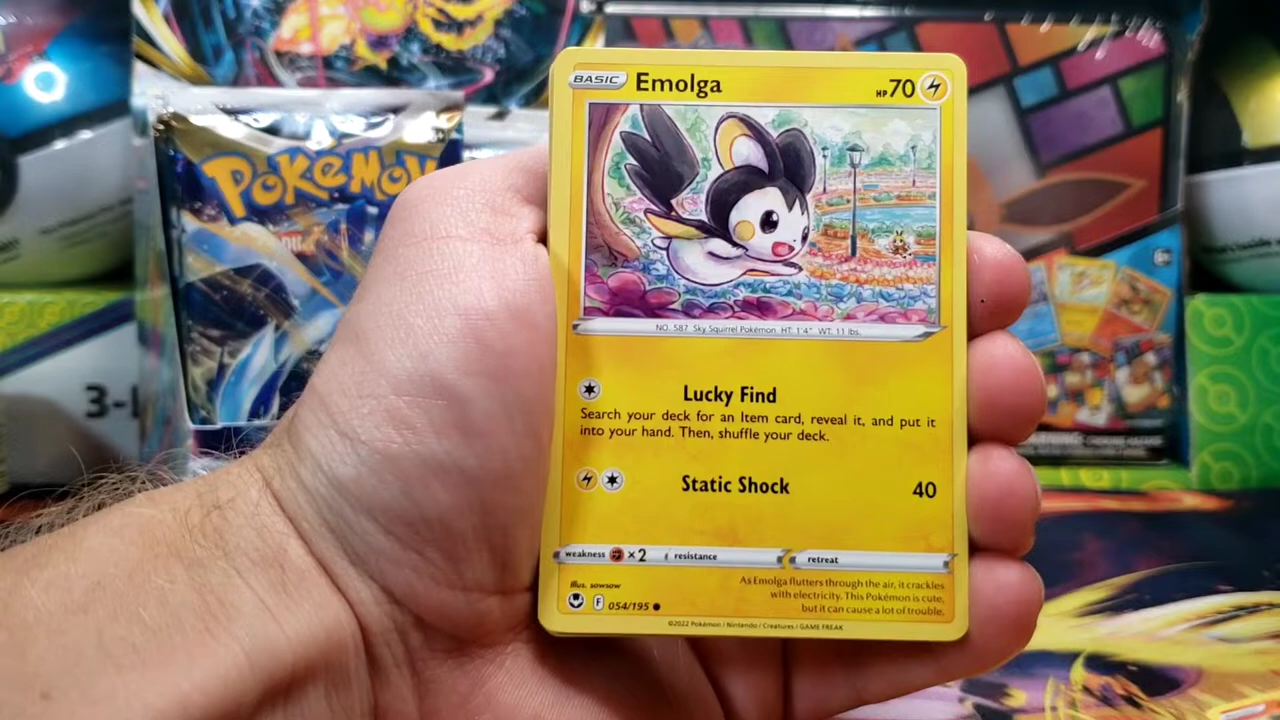 BASIC Emolga HP 70
NO. 587 Sky Squirrel Pokémon HT: 1'4" WT: 11 lbs.
Lucky Find
Search your deck for an Item card, reveal it, and put it
into your hand. Then, shuffle your deck.
Static Shock 40
weakness ×2 resistance retreat
illus. sowsow
F 054/195
As Emolga flutters through the air, it crackles
with electricity. This Pokémon is cute,
but it can cause a lot of trouble.
©2022 Pokémon / Nintendo / Creatures / GAME FREAK
POKÉMON
WARNING: